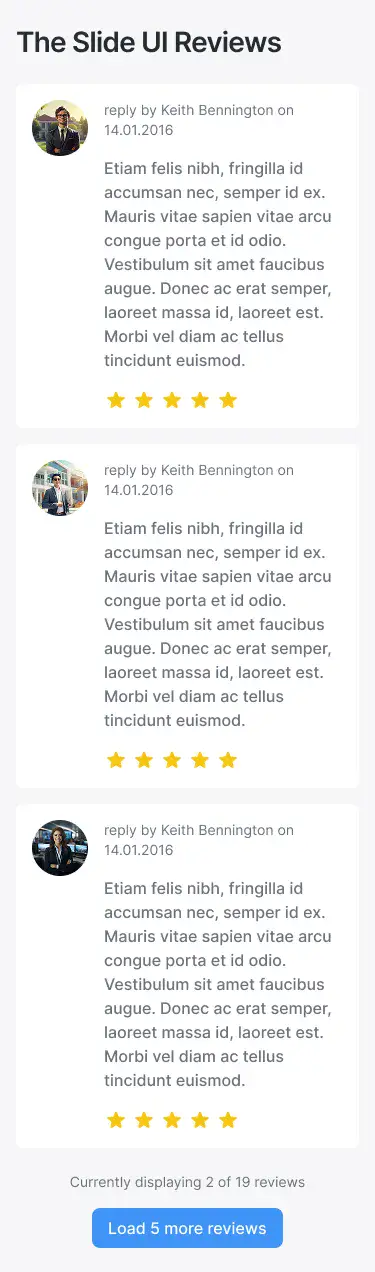 The Slide UI Reviews
reply by Keith Bennington on
14.01.2016
Etiam felis nibh, fringilla id
accumsan nec, semper id ex.
Mauris vitae sapien vitae arcu
congue porta et id odio.
Vestibulum sit amet faucibus
augue. Donec ac erat semper,
laoreet massa id, laoreet est.
Morbi vel diam ac tellus
tincidunt euismod.
reply by Keith Bennington on
14.01.2016
Etiam felis nibh, fringilla id
accumsan nec, semper id ex.
Mauris vitae sapien vitae arcu
congue porta et id odio.
Vestibulum sit amet faucibus
augue. Donec ac erat semper,
laoreet massa id, laoreet est.
Morbi vel diam ac tellus
tincidunt euismod.
reply by Keith Bennington on
14.01.2016
Etiam felis nibh, fringilla id
accumsan nec, semper id ex.
Mauris vitae sapien vitae arcu
congue porta et id odio.
Vestibulum sit amet faucibus
augue. Donec ac erat semper,
laoreet massa id, laoreet est.
Morbi vel diam ac tellus
tincidunt euismod.
Currently displaying 2 of 19 reviews
Load 5 more reviews